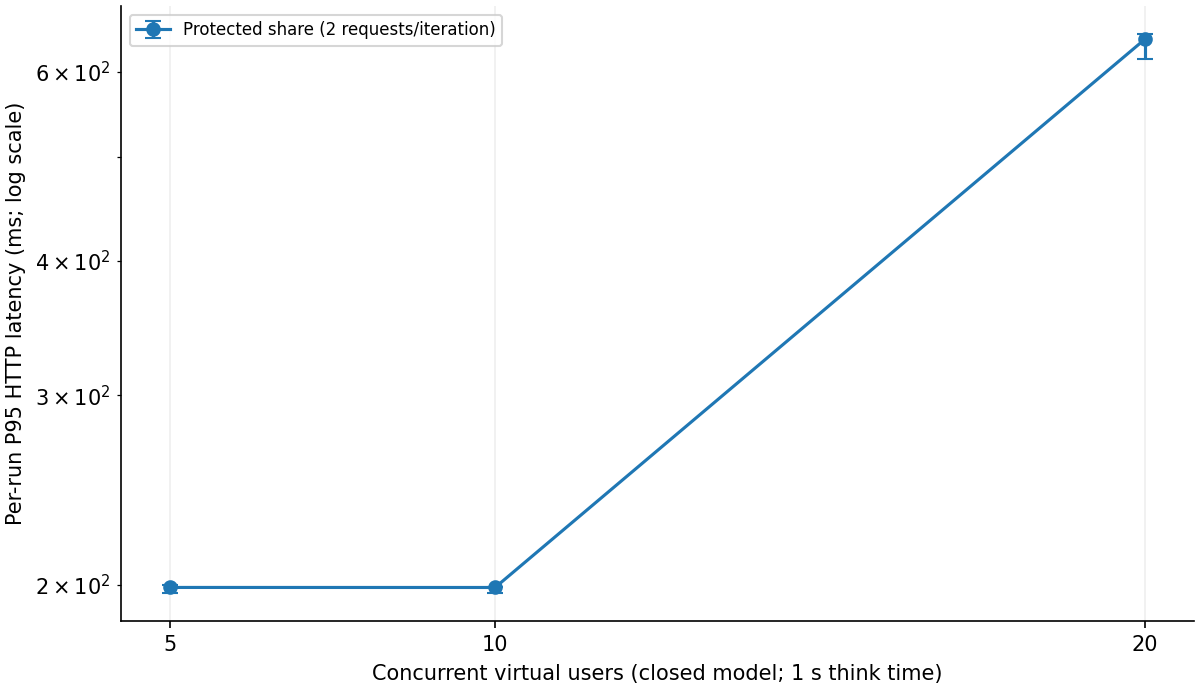 Protected share (2 requests/iteration)
Per-run P95 HTTP latency (ms; log scale)
6 × 10²
4 × 10²
3 × 10²
2 × 10²
5
10
20
Concurrent virtual users (closed model; 1 s think time)